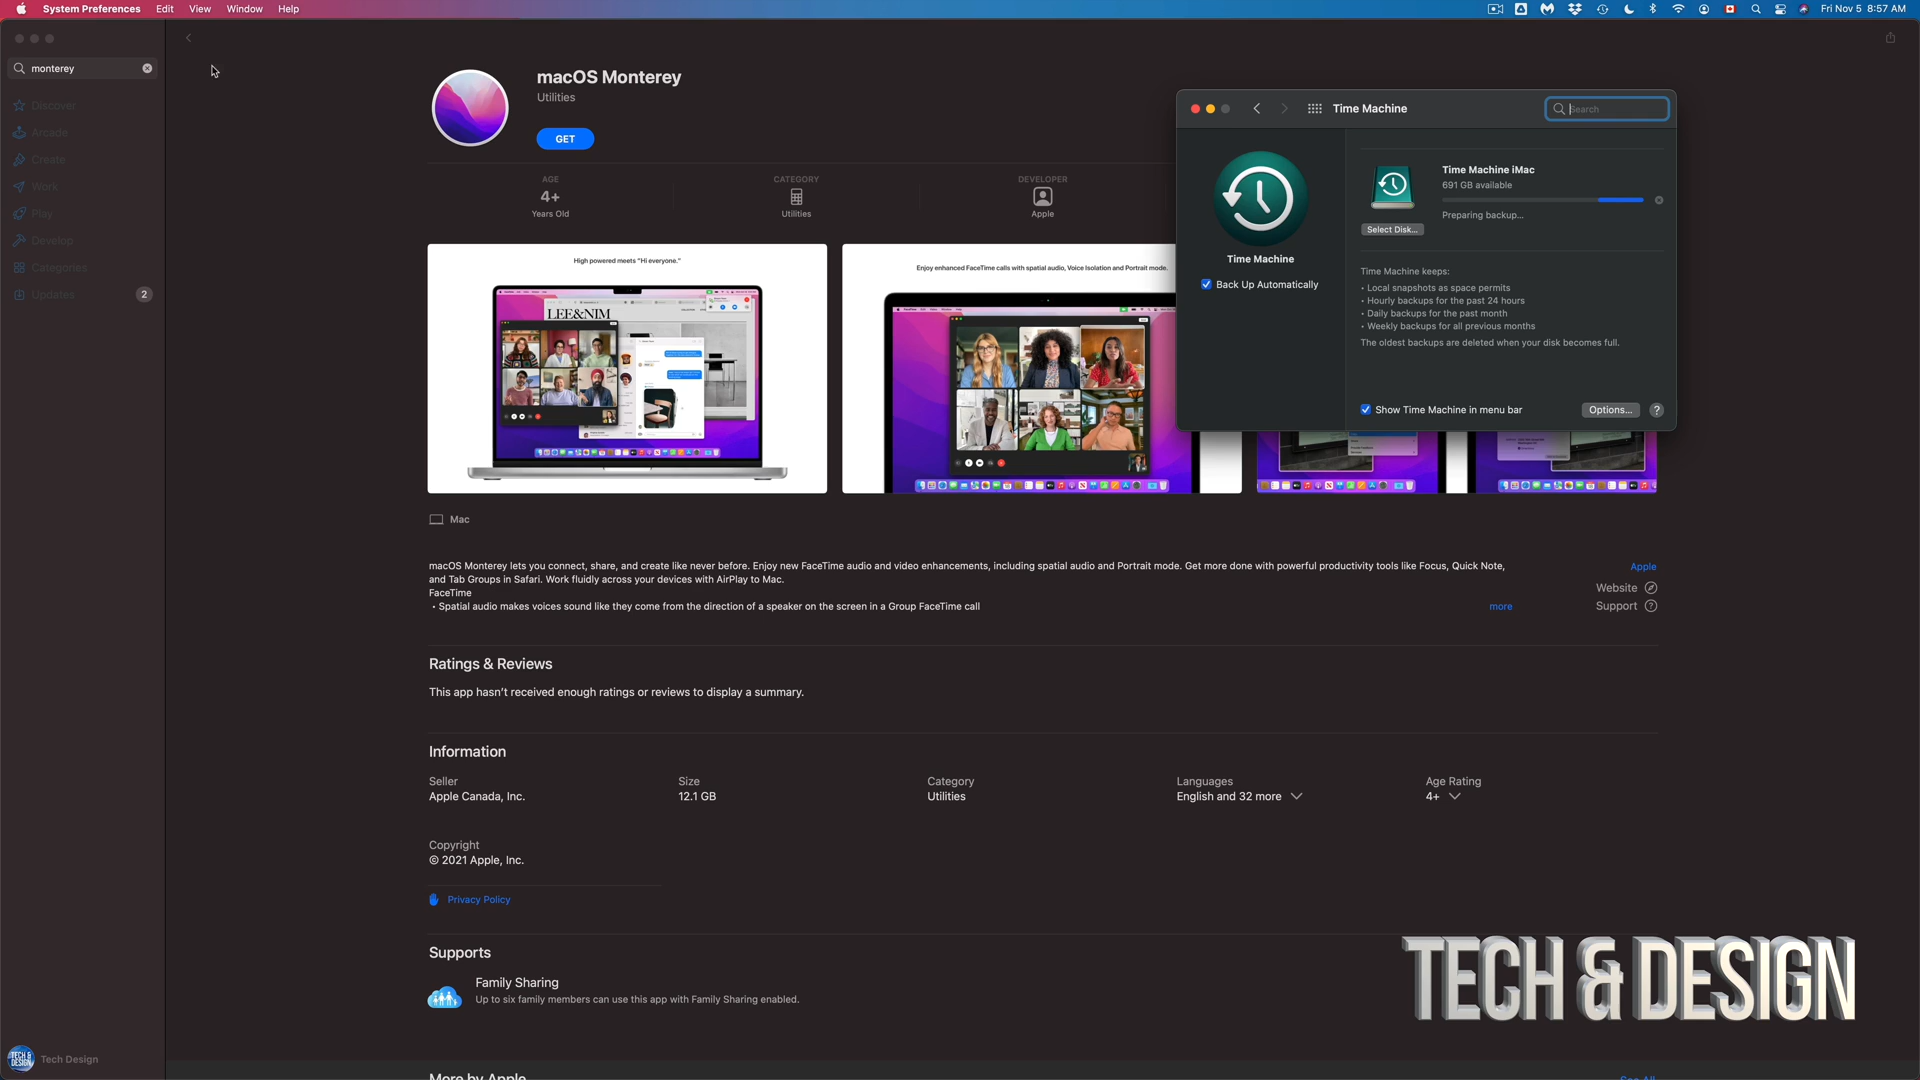 System Preferences Edit View Window Help
Fri Nov 5 8:57 AM
monterey
Discover
Arcade
Create
Work
Play
Develop
Categories
Updates 2
Tech Design
macOS Monterey
Utilities
GET
AGE
4+
Years Old
CATEGORY
Utilities
DEVELOPER
Apple
High powered meets “Hi everyone.”
LEE&NIM
Enjoy enhanced FaceTime calls with spatial audio, Voice Isolation and Portrait mode.
Time Machine
Search
Time Machine
Back Up Automatically
Time Machine iMac
691 GB available
Preparing backup...
Select Disk...
Time Machine keeps:
• Local snapshots as space permits
• Hourly backups for the past 24 hours
• Daily backups for the past month
• Weekly backups for all previous months
The oldest backups are deleted when your disk becomes full.
Show Time Machine in menu bar
Options...
?
Mac
macOS Monterey lets you connect, share, and create like never before. Enjoy new FaceTime audio and video enhancements, including spatial audio and Portrait mode. Get more done with powerful productivity tools like Focus, Quick Note,
and Tab Groups in Safari. Work fluidly across your devices with AirPlay to Mac.
FaceTime
• Spatial audio makes voices sound like they come from the direction of a speaker on the screen in a Group FaceTime call
more
Apple
Website
Support
Ratings & Reviews
This app hasn’t received enough ratings or reviews to display a summary.
Information
Seller
Apple Canada, Inc.
Size
12.1 GB
Category
Utilities
Languages
English and 32 more
Age Rating
4+
Copyright
© 2021 Apple, Inc.
Privacy Policy
Supports
Family Sharing
Up to six family members can use this app with Family Sharing enabled.
More by Apple
See All
TECH & DESIGN
TECH &
DESIGN